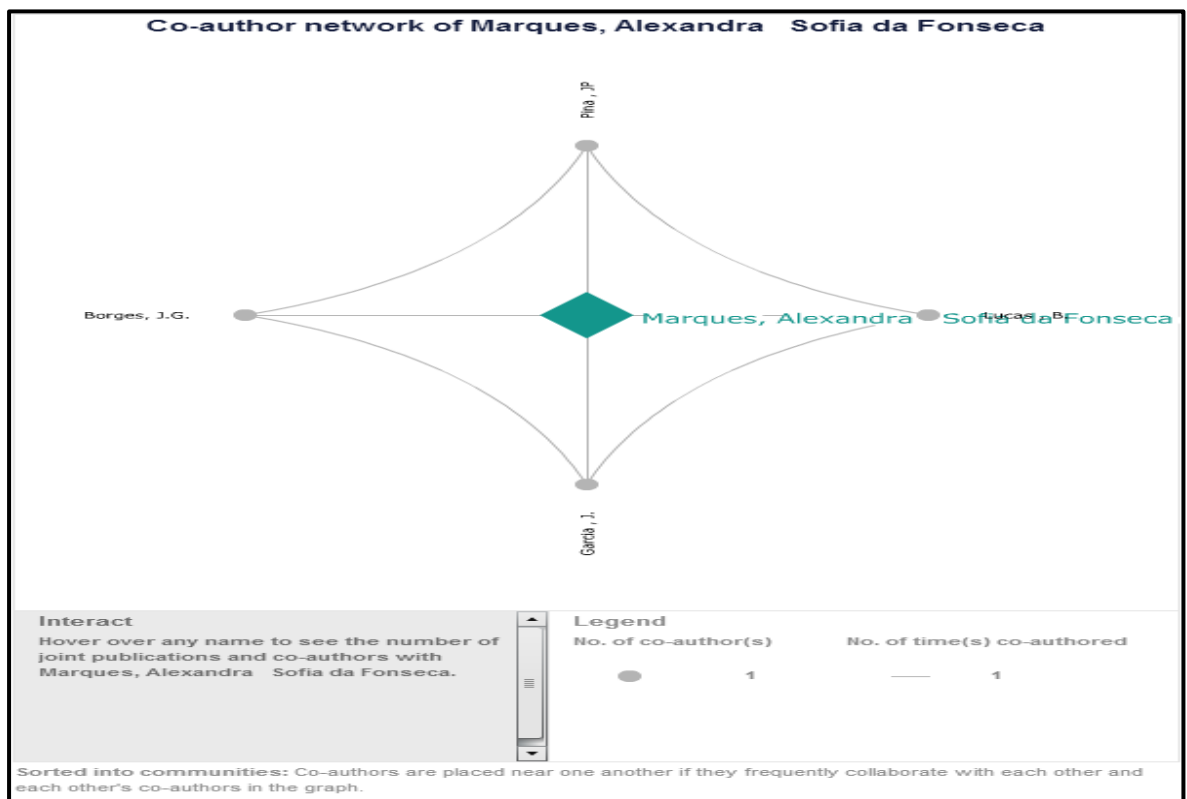 Co-author network of Marques, Alexandra   Sofia da Fonseca
Pina , JP
Borges, J.G.
Marques, Alexandra   Sofia da Fonseca
Lucas , B.
Garcia , J.
Interact
Hover over any name to see the number of
joint publications and co-authors with
Marques, Alexandra   Sofia da Fonseca.
Legend
No. of co-author(s)
No. of time(s) co-authored
1
1
Sorted into communities: Co-authors are placed near one another if they frequently collaborate with each other and
each other's co-authors in the graph.